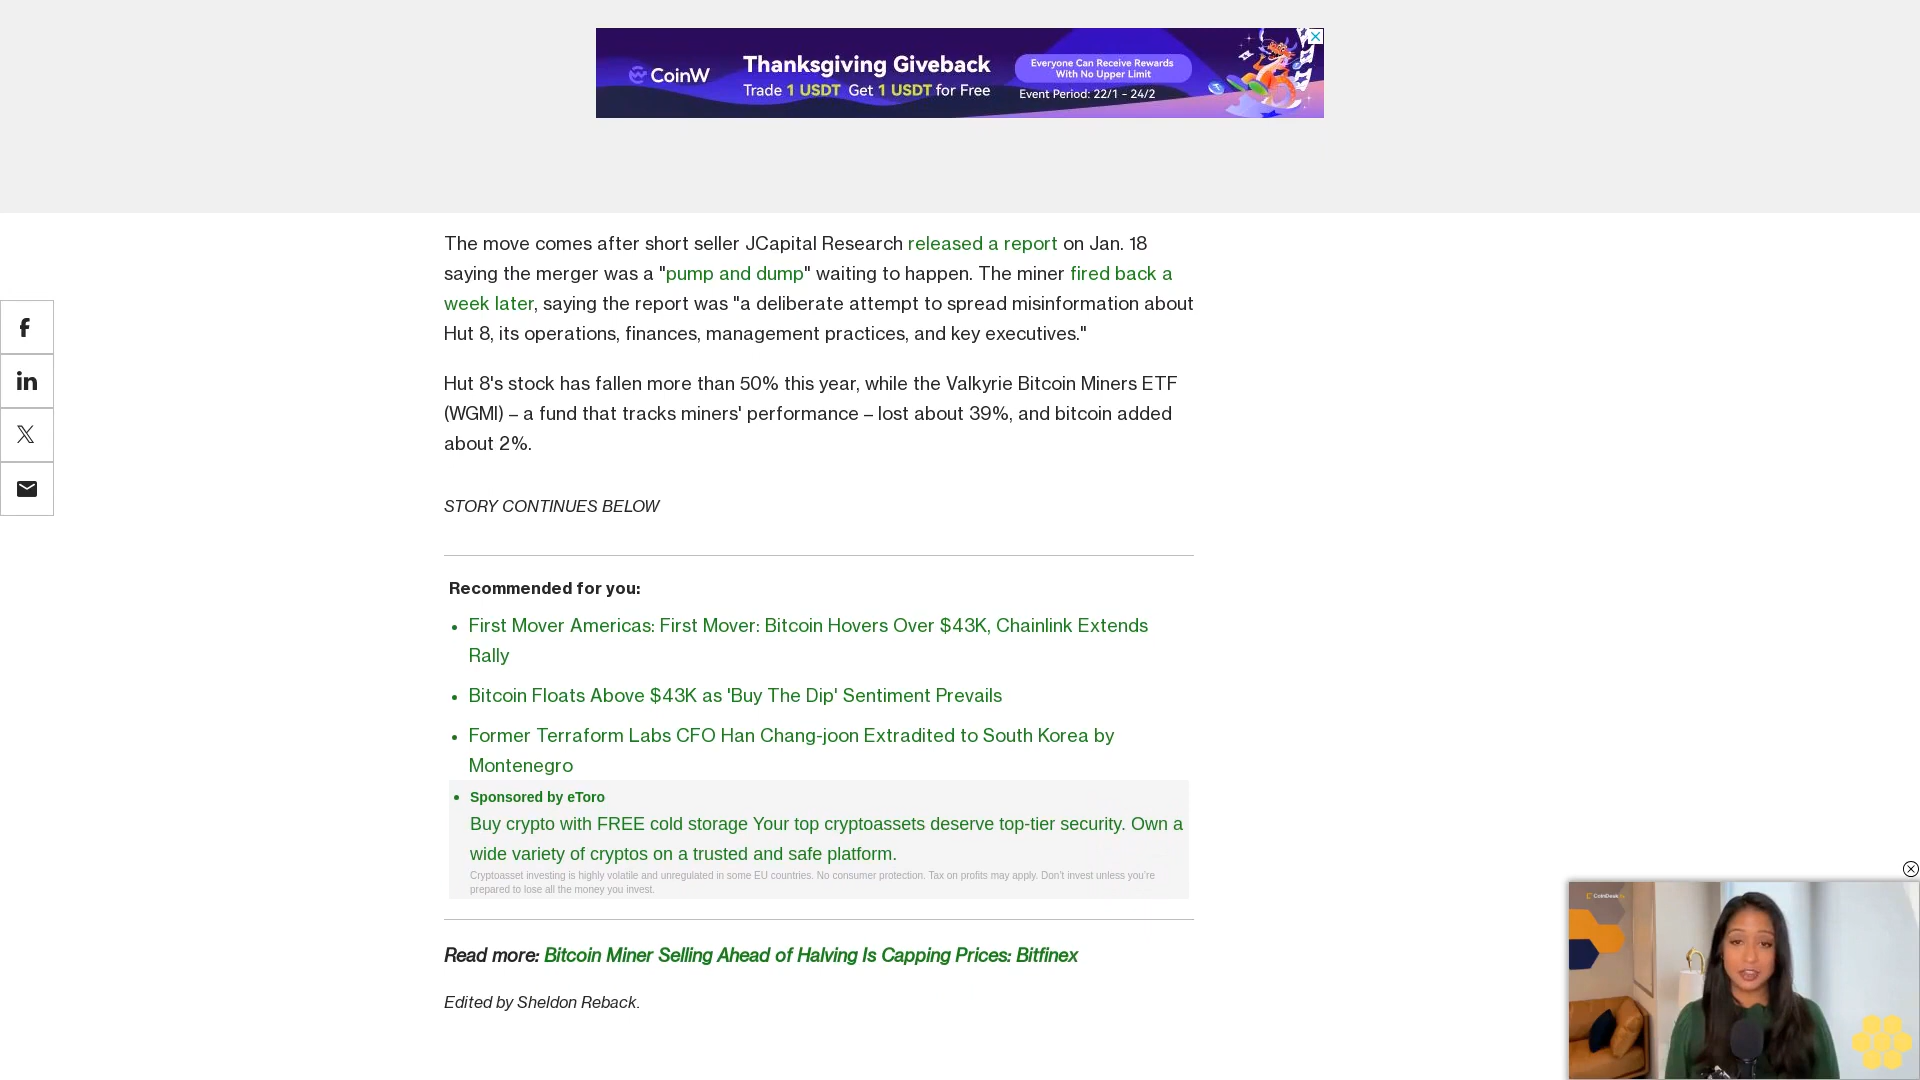 CoinW
Thanksgiving Giveback
Trade 1 USDT Get 1 USDT for Free
Everyone Can Receive Rewards
With No Upper Limit
Event Period: 22/1 - 24/2
The move comes after short seller JCapital Research released a report on Jan. 18
saying the merger was a "pump and dump" waiting to happen. The miner fired back a
week later, saying the report was "a deliberate attempt to spread misinformation about
Hut 8, its operations, finances, management practices, and key executives."
Hut 8's stock has fallen more than 50% this year, while the Valkyrie Bitcoin Miners ETF
(WGMI) – a fund that tracks miners' performance – lost about 39%, and bitcoin added
about 2%.
STORY CONTINUES BELOW
Recommended for you:
• First Mover Americas: First Mover: Bitcoin Hovers Over $43K, Chainlink Extends
Rally
• Bitcoin Floats Above $43K as 'Buy The Dip' Sentiment Prevails
• Former Terraform Labs CFO Han Chang-joon Extradited to South Korea by
Montenegro
• Sponsored by eToro
Buy crypto with FREE cold storage Your top cryptoassets deserve top-tier security. Own a
wide variety of cryptos on a trusted and safe platform.
Cryptoasset investing is highly volatile and unregulated in some EU countries. No consumer protection. Tax on profits may apply. Don't invest unless you're
prepared to lose all the money you invest.
Read more: Bitcoin Miner Selling Ahead of Halving Is Capping Prices: Bitfinex
Edited by Sheldon Reback.
CoinDesk